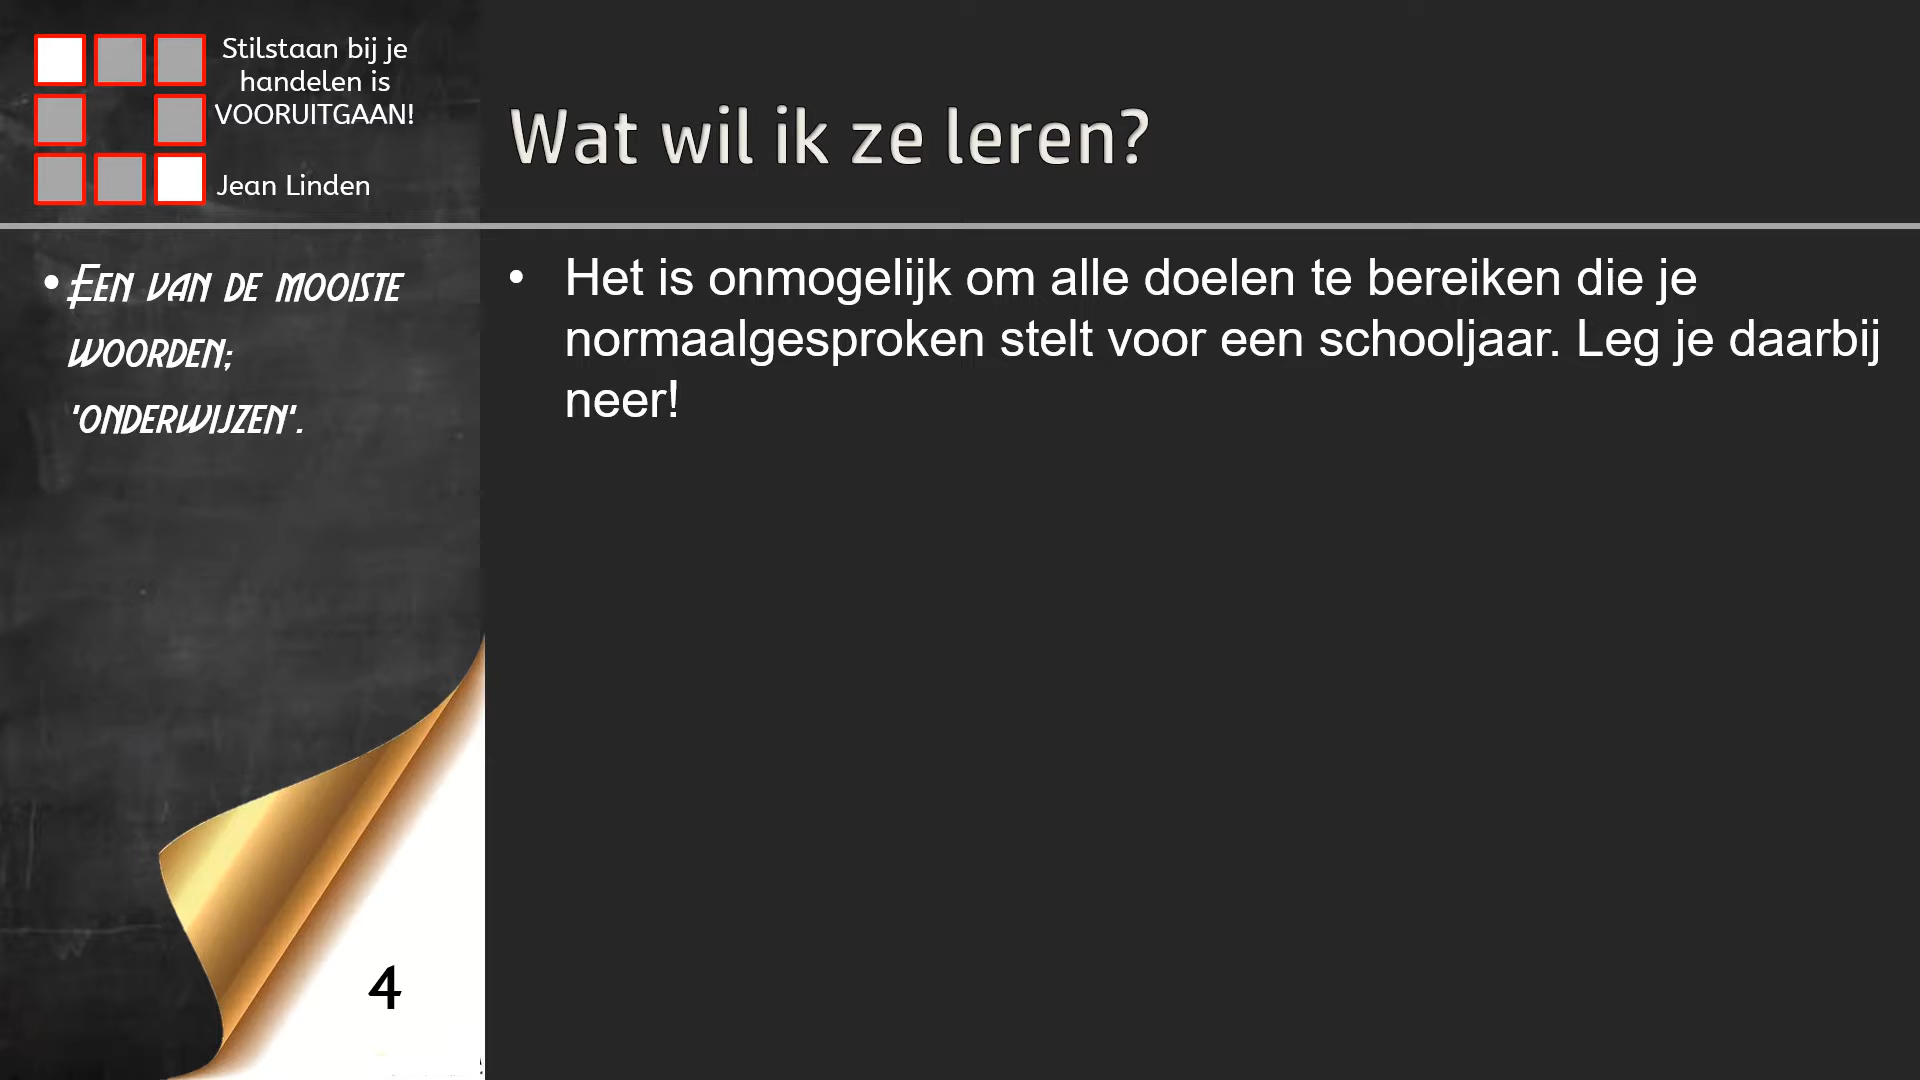 Stilstaan bij je
handelen is
VOORUITGAAN!
Jean Linden
Wat wil ik ze leren?
• Een van de mooiste
woorden;
'onderwijzen'.
• Het is onmogelijk om alle doelen te bereiken die je
normaalgesproken stelt voor een schooljaar. Leg je daarbij
neer!
4